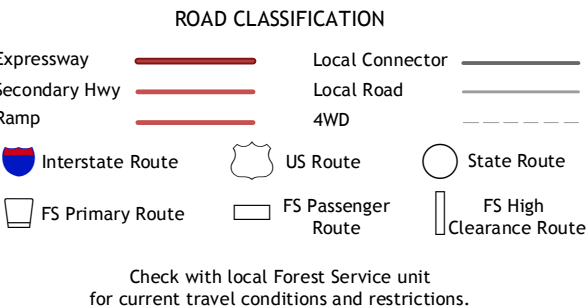 ROAD CLASSIFICATION
Expressway
Local Connector
Secondary Hwy
Local Road
Ramp
4WD
Interstate Route
US Route
State Route
FS Primary Route
FS Passenger
Route
FS High
Clearance Route
Check with local Forest Service unit
for current travel conditions and restrictions.